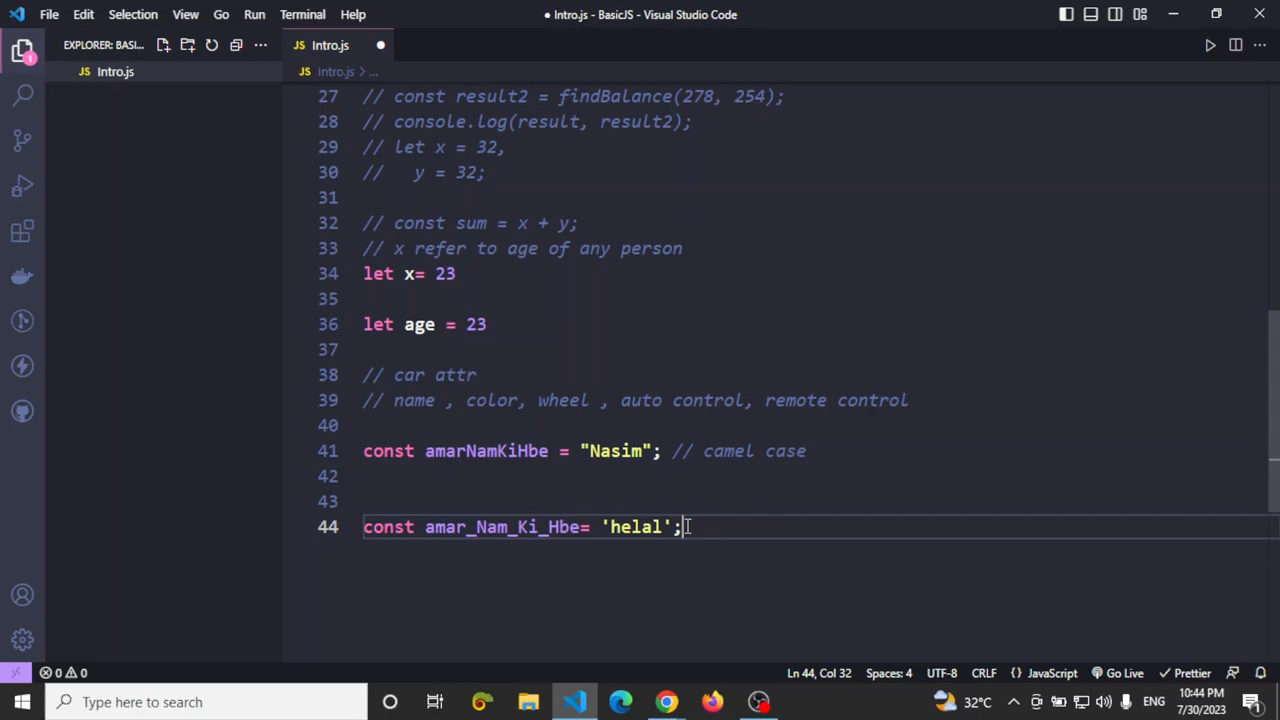 File Edit Selection View Go Run Terminal Help
● Intro.js - BasicJS - Visual Studio Code
EXPLORER: BASI...
JS Intro.js
JS Intro.js ●
JS Intro.js > ...
27 // const result2 = findBalance(278, 254);
28 // console.log(result, result2);
29 // let x = 32,
30 //   y = 32;
31
32 // const sum = x + y;
33 // x refer to age of any person
34 let x= 23
35
36 let age = 23
37
38 // car attr
39 // name , color, wheel , auto control, remote control
40
41 const amarNamKiHbe = "Nasim"; // camel case
42
43
44 const amar_Nam_Ki_Hbe= 'helal';
1
0 0 Ln 44, Col 32 Spaces: 4 UTF-8 CRLF {} JavaScript Go Live Prettier
Type here to search 32°C ENG 10:44 PM
7/30/2023 1